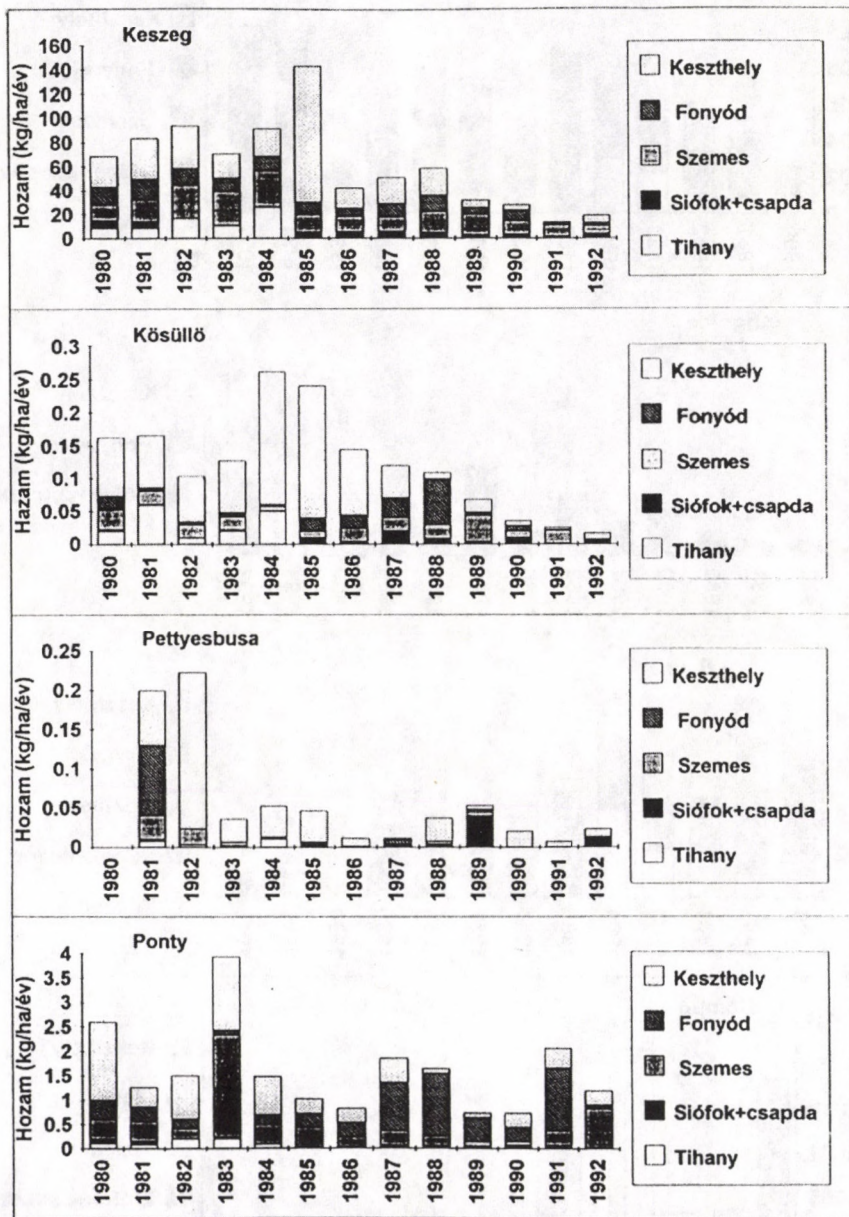 Keszeg
Hozam (kg/ha/év)
160
140
120
100
80
60
40
20
0
1980
1981
1982
1983
1984
1985
1986
1987
1988
1989
1990
1991
1992
Keszthely
Fonyód
Szemes
Siófok+csapda
Tihany
Kösüllö
Hazam (kg/ha/év)
0.3
0.25
0.2
0.15
0.1
0.05
0
1980
1981
1982
1983
1984
1985
1986
1987
1988
1989
1990
1991
1992
Keszthely
Fonyód
Szemes
Siófok+csapda
Tihany
Pettyesbusa
Hozam (kg/ha/év)
0.25
0.2
0.15
0.1
0.05
0
1980
1981
1982
1983
1984
1985
1986
1987
1988
1989
1990
1991
1992
Keszthely
Fonyód
Szemes
Siófok+csapda
Tihany
Ponty
Hozam (kg/ha/év)
4
3.5
3
2.5
2
1.5
1
0.5
0
1980
1981
1982
1983
1984
1985
1986
1987
1988
1989
1990
1991
1992
Keszthely
Fonyód
Szemes
Siófok+csapda
Tihany